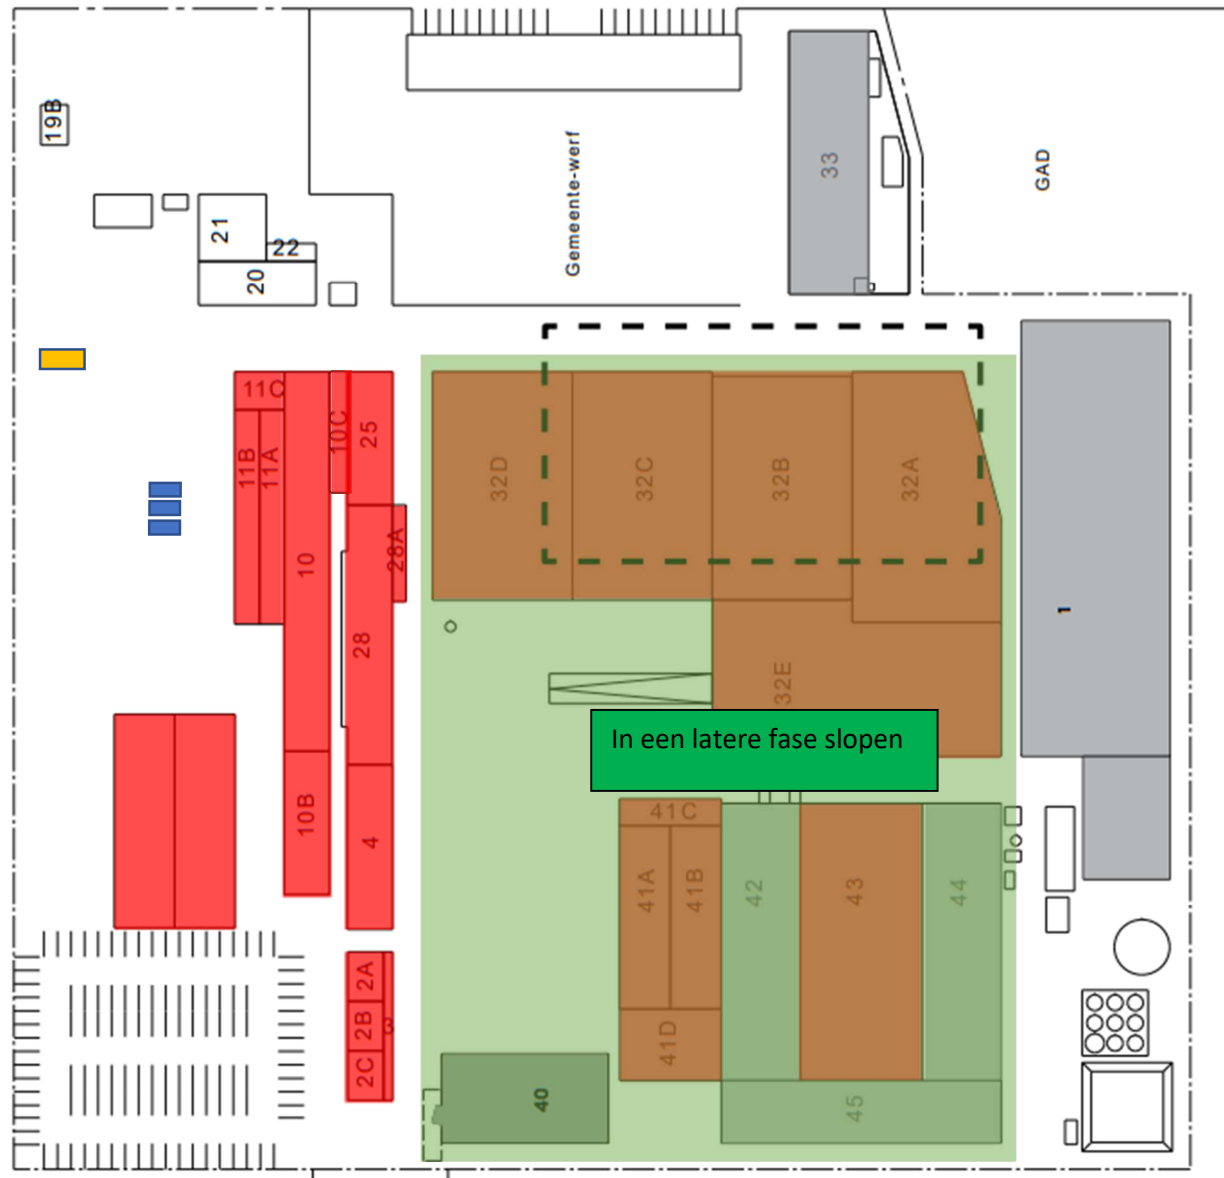 19B
21
22
20
Gemeente-werf
33
GAD
11C
11B
11A
10
10C
25
28A
28
10B
4
2A
2B
2C
3
32D
32C
32B
32A
32E
1
In een latere fase slopen
41C
41A
41B
41D
42
43
44
45
40